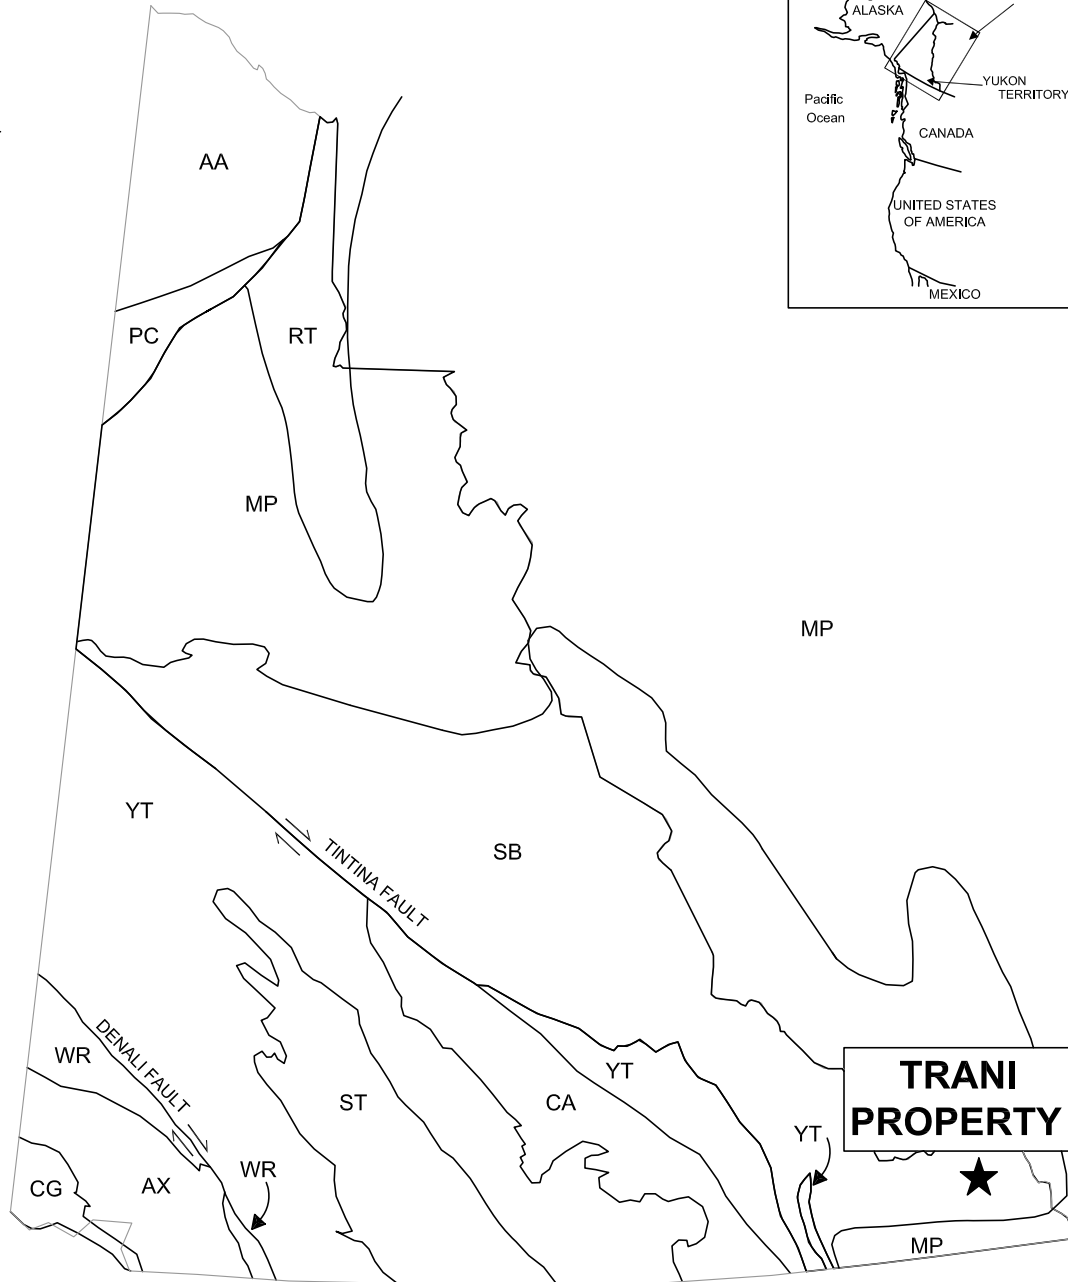 ALASKA
YUKON
TERRITORY
Pacific
Ocean
CANADA
UNITED STATES
OF AMERICA
MEXICO
AA
PC
RT
MP
MP
YT
SB
TINTINA FAULT
DENALI FAULT
WR
ST
CA
YT
TRANI
PROPERTY
YT
WR
CG
AX
MP